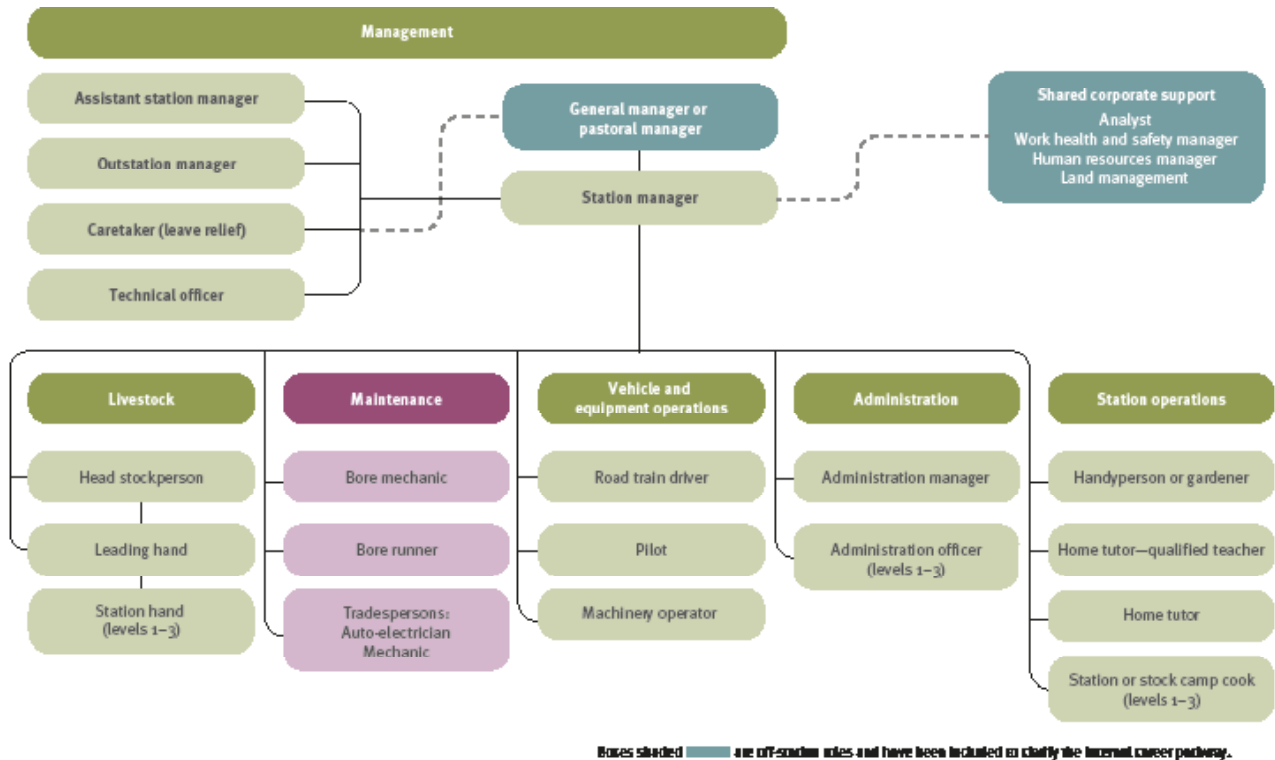 Management
Assistant station manager
Outstation manager
Caretaker (leave relief)
Technical officer
General manager or
pastoral manager
Station manager
Shared corporate support
Analyst
Work health and safety manager
Human resources manager
Land management
Livestock
Head stockperson
Leading hand
Station hand
(levels 1–3)
Maintenance
Bore mechanic
Bore runner
Tradespersons:
Auto-electrician
Mechanic
Vehicle and
equipment operations
Road train driver
Pilot
Machinery operator
Administration
Administration manager
Administration officer
(levels 1–3)
Station operations
Handyperson or gardener
Home tutor—qualified teacher
Home tutor
Station or stock camp cook
(levels 1–3)
Boxes shaded are off-station roles and have been included to clarify the internal career pathway.